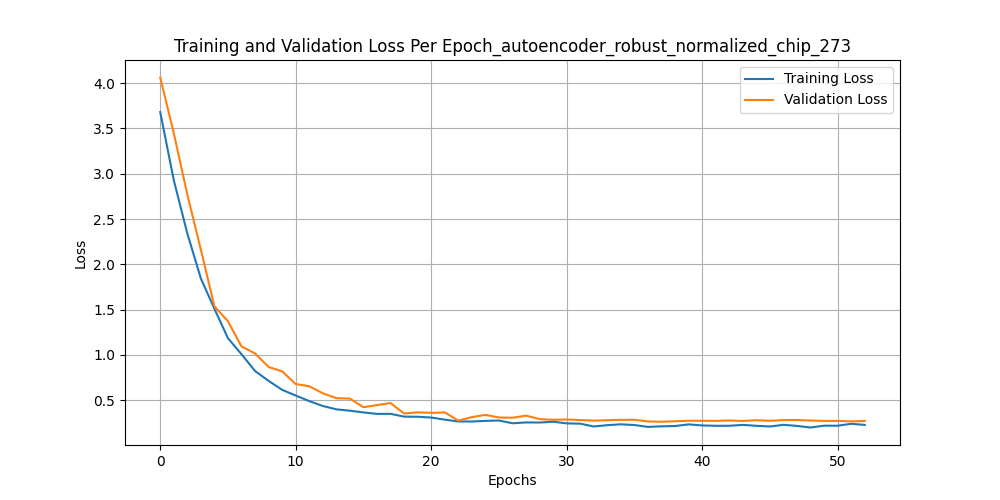 Training and Validation Loss Per Epoch_autoencoder_robust_normalized_chip_273
Training Loss
Validation Loss
4.0
3.5
3.0
2.5
2.0
1.5
1.0
0.5
Loss
0
10
20
30
40
50
Epochs